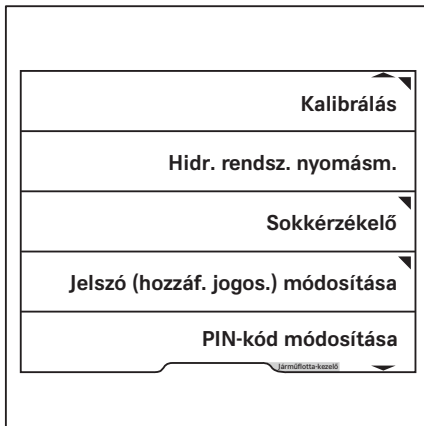 Kalibrálás
Hidr. rendsz. nyomásm.
Sokkérzékelő
Jelszó (hozzáf. jogos.) módosítása
PIN-kód módosítása
Járműflotta-kezelő